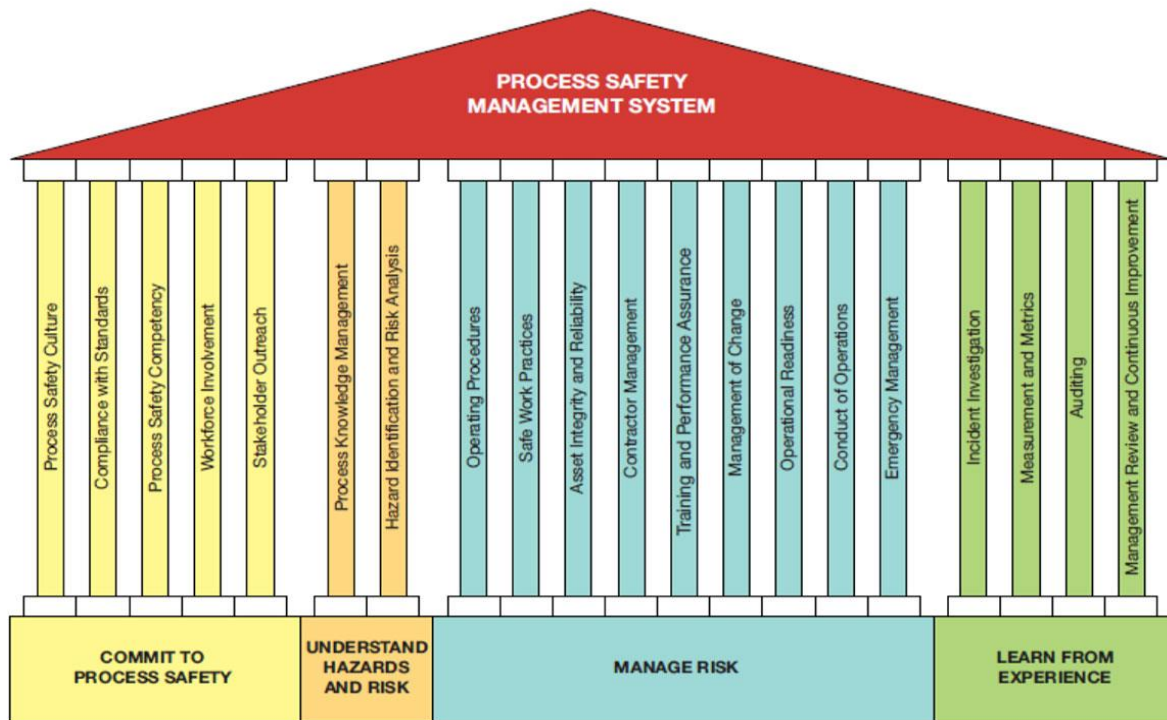 PROCESS SAFETY
MANAGEMENT SYSTEM
Process Safety Culture
Compliance with Standards
Process Safety Competency
Workforce Involvement
Stakeholder Outreach
Process Knowledge Management
Hazard Identification and Risk Analysis
Operating Procedures
Safe Work Practices
Asset Integrity and Reliability
Contractor Management
Training and Performance Assurance
Management of Change
Operational Readiness
Conduct of Operations
Emergency Management
Incident Investigation
Measurement and Metrics
Auditing
Management Review and Continuous Improvement
COMMIT TO
PROCESS SAFETY
UNDERSTAND
HAZARDS
AND RISK
MANAGE RISK
LEARN FROM
EXPERIENCE